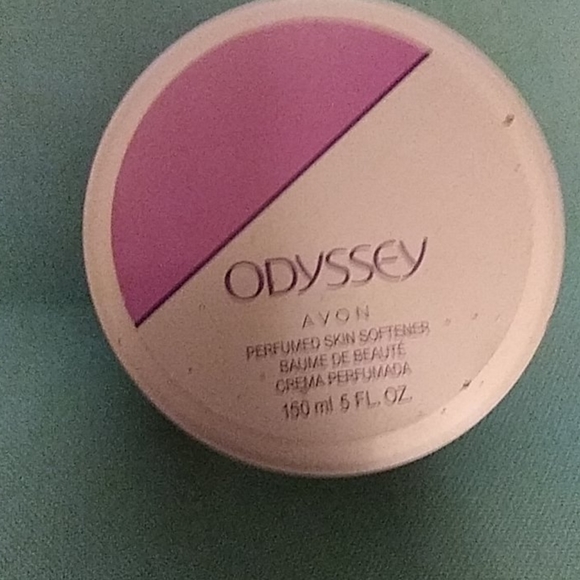 ODYSSEY
AVON
PERFUMED SKIN SOFTENER
BAUME DE BEAUTÉ
CREMA PERFUMADA
150 ml 5 FL. OZ.